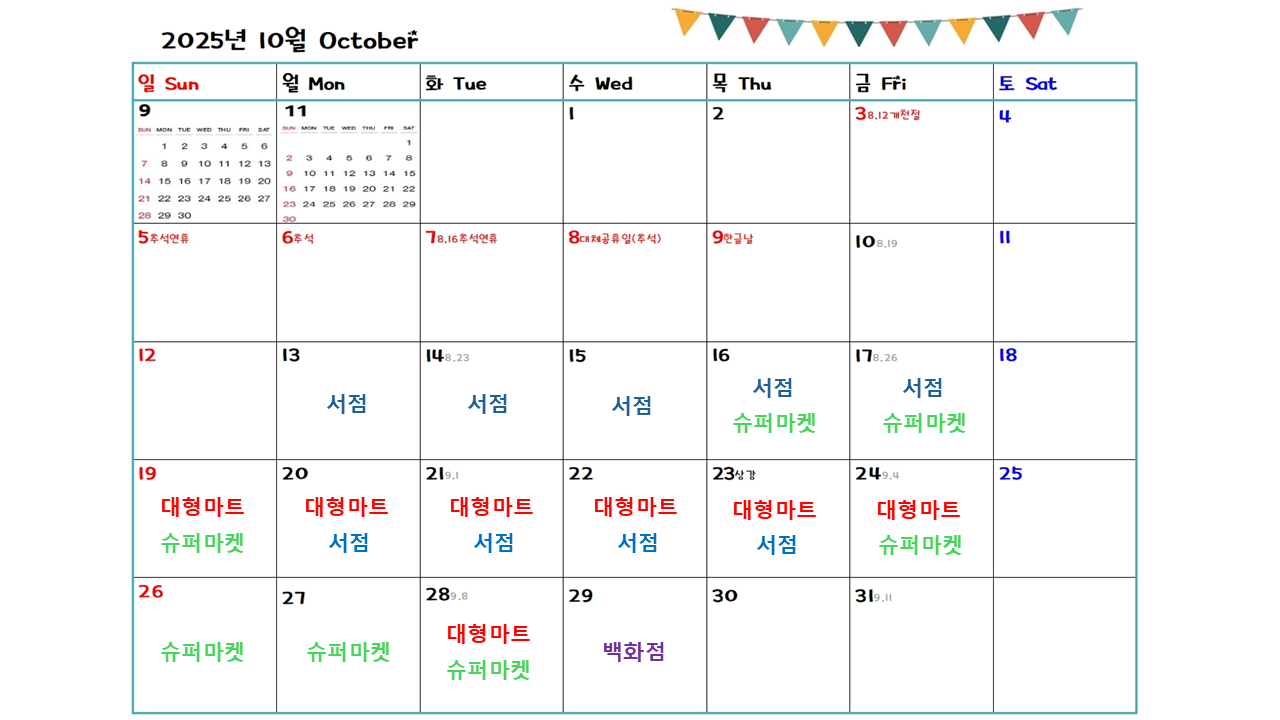 2025년 10월 October
일 Sun 월 Mon 화 Tue 수 Wed 목 Thu 금 Fri 토 Sat
9
SUN MON TUE WED THU FRI SAT
1 2 3 4 5 6
7 8 9 10 11 12 13
14 15 16 17 18 19 20
21 22 23 24 25 26 27
28 29 30
11
SUN MON TUE WED THU FRI SAT
1
2 3 4 5 6 7 8
9 10 11 12 13 14 15
16 17 18 19 20 21 22
23 24 25 26 27 28 29
30
1
2
3 8.12개천절
4
5추석연휴
6추석
7 8.16추석연휴
8대체공휴일(추석)
9한글날
10 8.19
11
12
13
서점
14 8.23
서점
15
서점
16
서점
슈퍼마켓
17 8.26
서점
슈퍼마켓
18
19
대형마트
슈퍼마켓
20
대형마트
서점
21 9.1
대형마트
서점
22
대형마트
서점
23상강
대형마트
서점
24 9.4
대형마트
슈퍼마켓
25
26
슈퍼마켓
27
슈퍼마켓
28 9.8
대형마트
슈퍼마켓
29
백화점
30
31 9.11